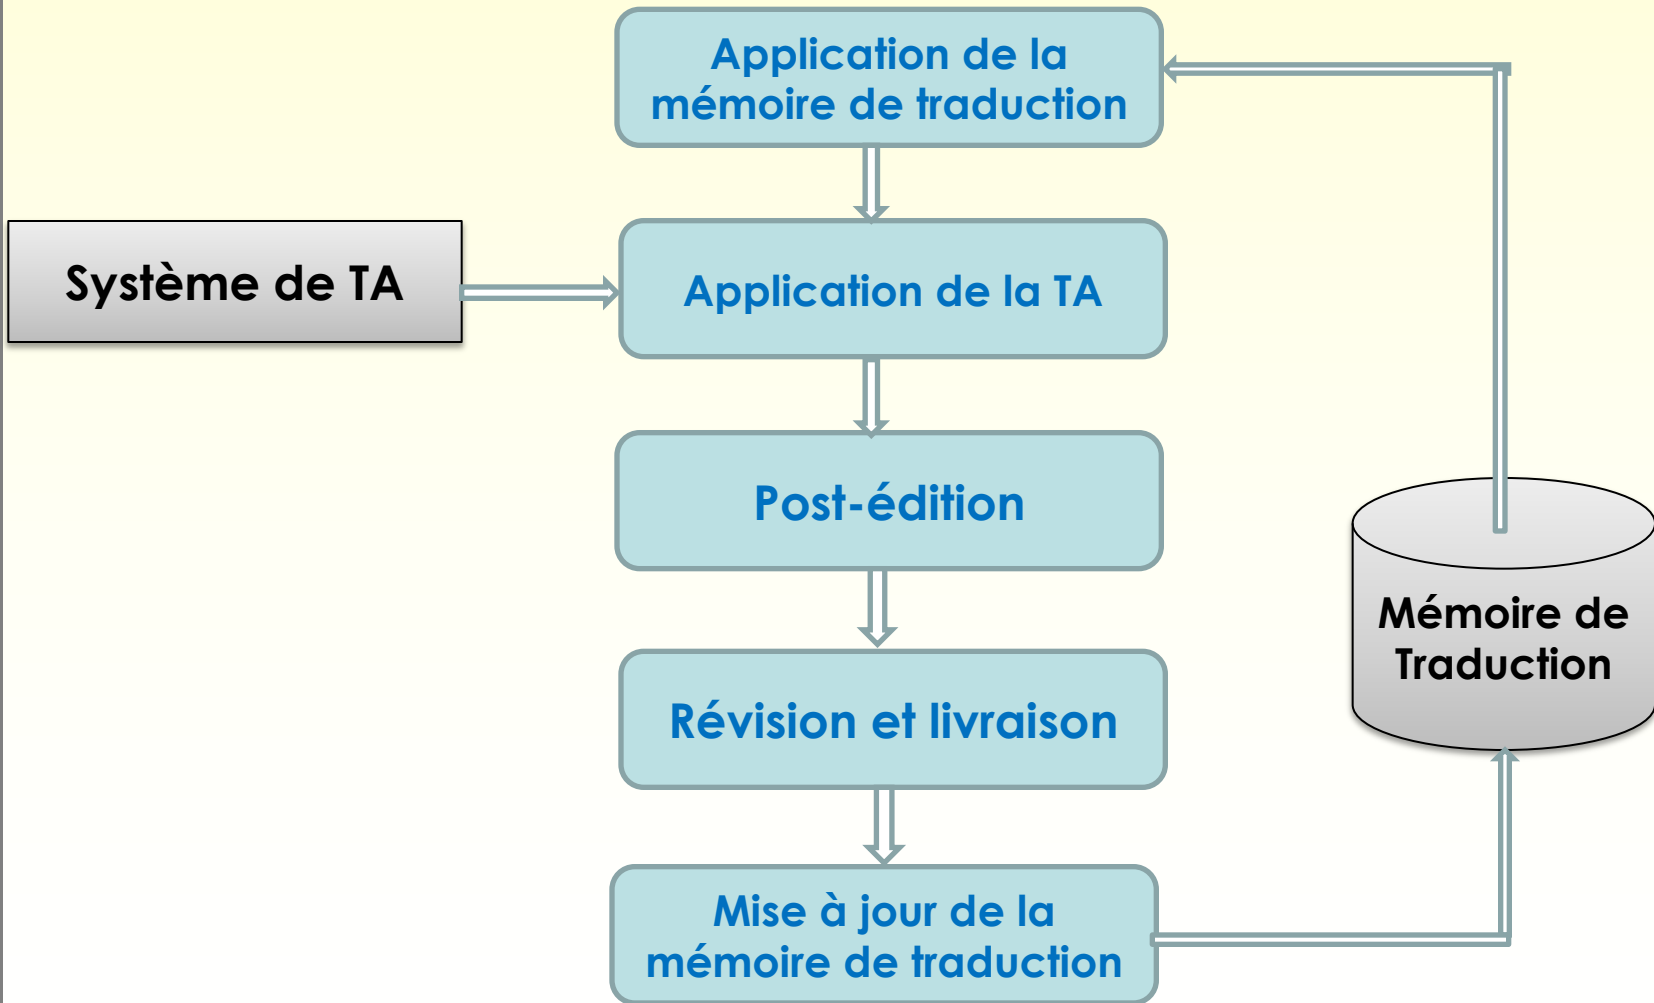 Application de la
mémoire de traduction
Système de TA
Application de la TA
Post-édition
Mémoire de
Traduction
Révision et livraison
Mise à jour de la
mémoire de traduction